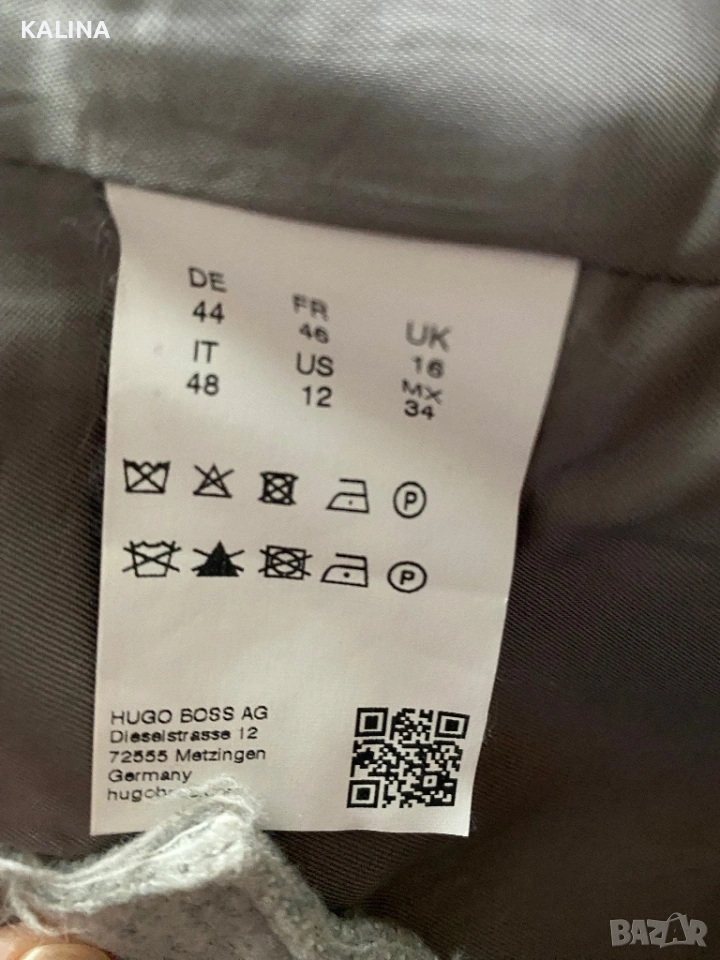 KALINA
DE FR UK
44 46 16
IT US MX
48 12 34
P
P
HUGO BOSS AG
Dieselstrasse 12
72555 Metzingen
Germany
BAZAR